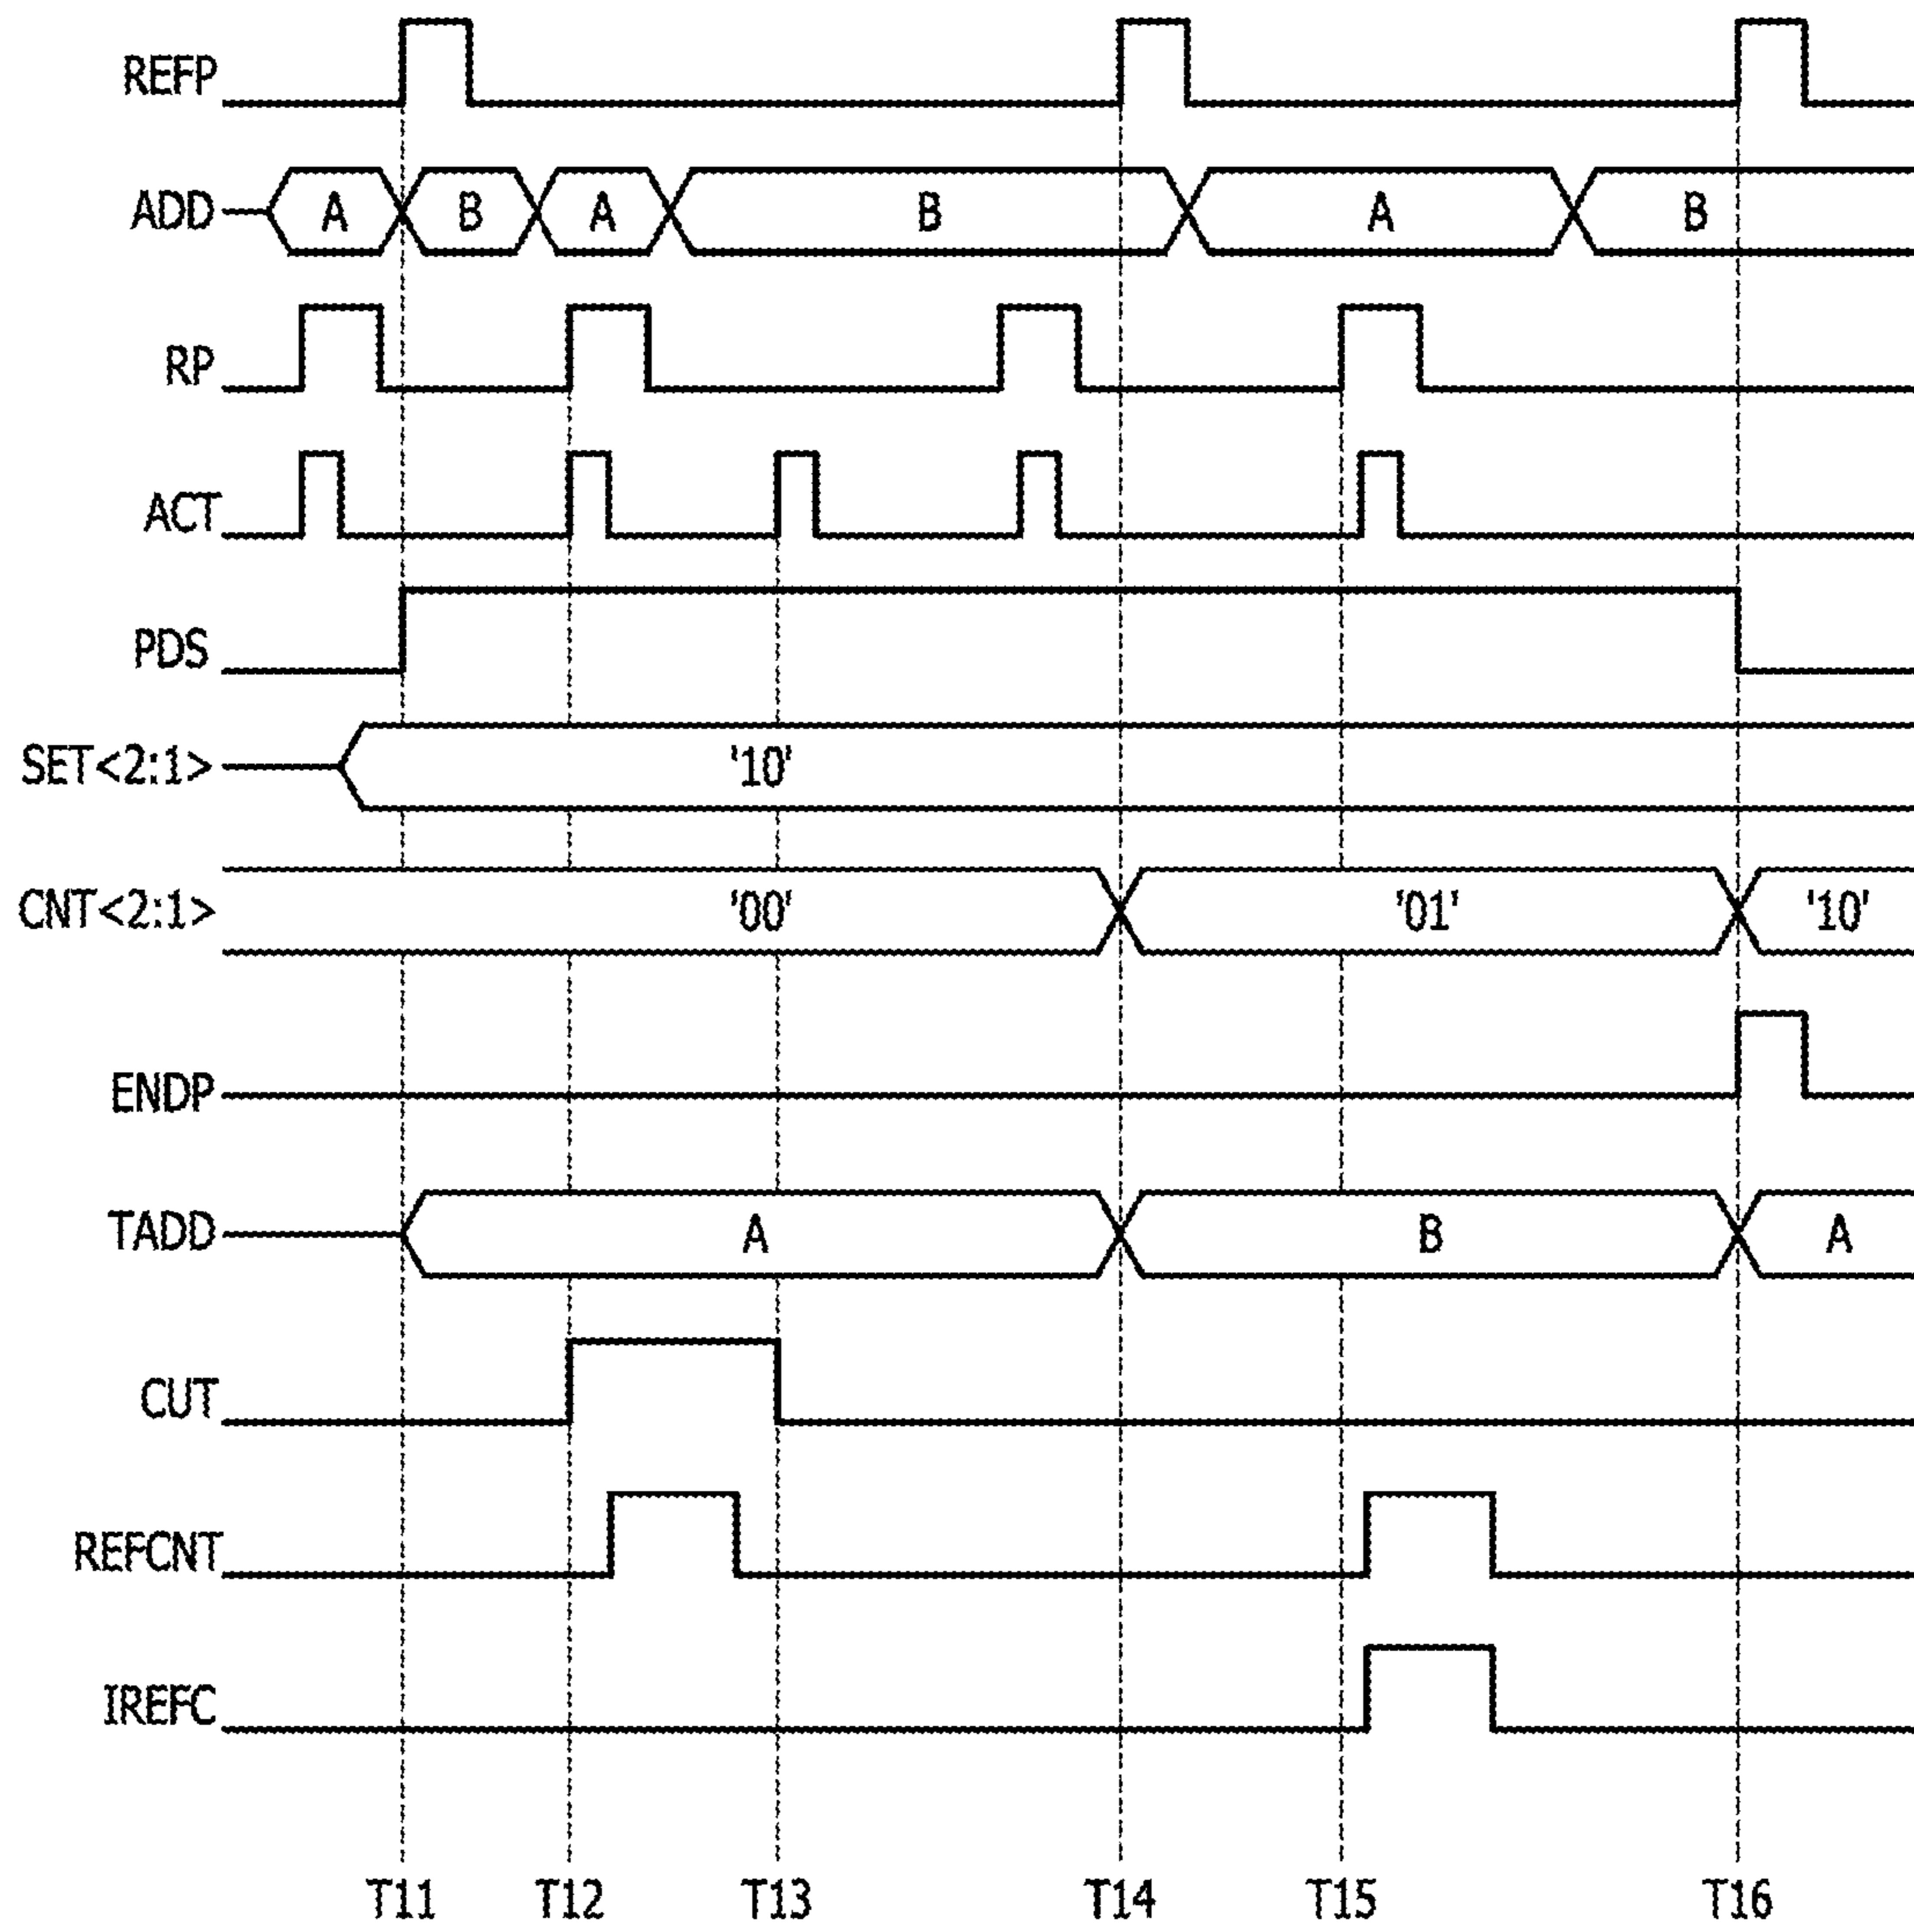 REFP
ADD A B A B A B
RP
ACT
PDS
SET<2:1> '10'
CNT<2:1> '00' '01' '10'
ENDP
TADD A B A
CUT
REFCNT
IREFC
T11 T12 T13 T14 T15 T16